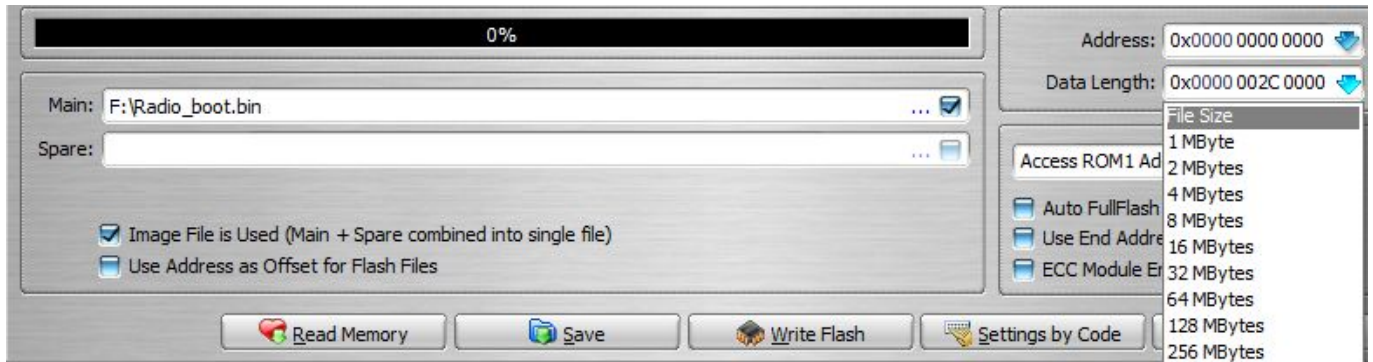 0%
Address: 0x0000 0000 0000
Data Length: 0x0000 002C 0000
Main: F:\Radio_boot.bin ...
Spare: ...
Image File is Used (Main + Spare combined into single file)
Use Address as Offset for Flash Files
File Size
1 MByte
2 MBytes
4 MBytes
8 MBytes
16 MBytes
32 MBytes
64 MBytes
128 MBytes
256 MBytes
Access ROM1 Ad
Auto FullFlash
Use End Addre
ECC Module Er
Read Memory
Save
Write Flash
Settings by Code